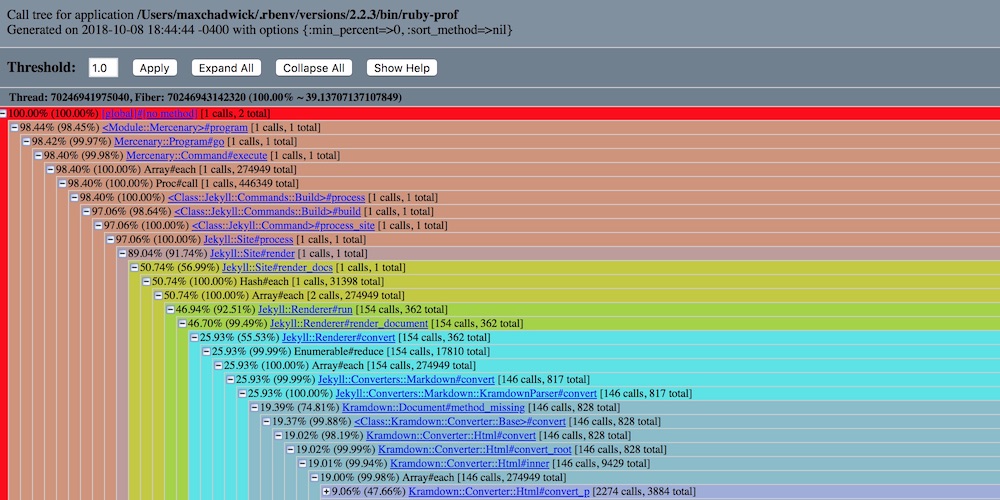 Call tree for application /Users/maxchadwick/.rbenv/versions/2.2.3/bin/ruby-prof
Generated on 2018-10-08 18:44:44 -0400 with options {:min_percent=>0, :sort_method=>nil}
Threshold: 1.0 Apply Expand All Collapse All Show Help
Thread: 70246941975040, Fiber: 70246943142320 (100.00% ~ 39.13707137107849)
100.00% (100.00%) [global]#[no method] [1 calls, 2 total]
98.44% (98.45%) <Module::Mercenary>#program [1 calls, 1 total]
98.42% (99.97%) Mercenary::Program#go [1 calls, 1 total]
98.40% (99.98%) Mercenary::Command#execute [1 calls, 1 total]
98.40% (100.00%) Array#each [1 calls, 274949 total]
98.40% (100.00%) Proc#call [1 calls, 446349 total]
98.40% (100.00%) <Class::Jekyll::Commands::Build>#process [1 calls, 1 total]
97.06% (98.64%) <Class::Jekyll::Commands::Build>#build [1 calls, 1 total]
97.06% (100.00%) <Class::Jekyll::Command>#process_site [1 calls, 1 total]
97.06% (100.00%) Jekyll::Site#process [1 calls, 1 total]
89.04% (91.74%) Jekyll::Site#render [1 calls, 1 total]
50.74% (56.99%) Jekyll::Site#render_docs [1 calls, 1 total]
50.74% (100.00%) Hash#each [1 calls, 31398 total]
50.74% (100.00%) Array#each [2 calls, 274949 total]
46.94% (92.51%) Jekyll::Renderer#run [154 calls, 362 total]
46.70% (99.49%) Jekyll::Renderer#render_document [154 calls, 362 total]
25.93% (55.53%) Jekyll::Renderer#convert [154 calls, 362 total]
25.93% (99.99%) Enumerable#reduce [154 calls, 17810 total]
25.93% (100.00%) Array#each [154 calls, 274949 total]
25.93% (99.99%) Jekyll::Converters::Markdown#convert [146 calls, 817 total]
25.93% (100.00%) Jekyll::Converters::Markdown::KramdownParser#convert [146 calls, 817 total]
19.39% (74.81%) Kramdown::Document#method_missing [146 calls, 828 total]
19.37% (99.88%) <Class::Kramdown::Converter::Base>#convert [146 calls, 828 total]
19.02% (98.19%) Kramdown::Converter::Html#convert [146 calls, 828 total]
19.02% (99.99%) Kramdown::Converter::Html#convert_root [146 calls, 828 total]
19.01% (99.94%) Kramdown::Converter::Html#inner [146 calls, 9429 total]
19.00% (99.98%) Array#each [146 calls, 274949 total]
9.06% (47.66%) Kramdown::Converter::Html#convert_p [2274 calls, 3884 total]